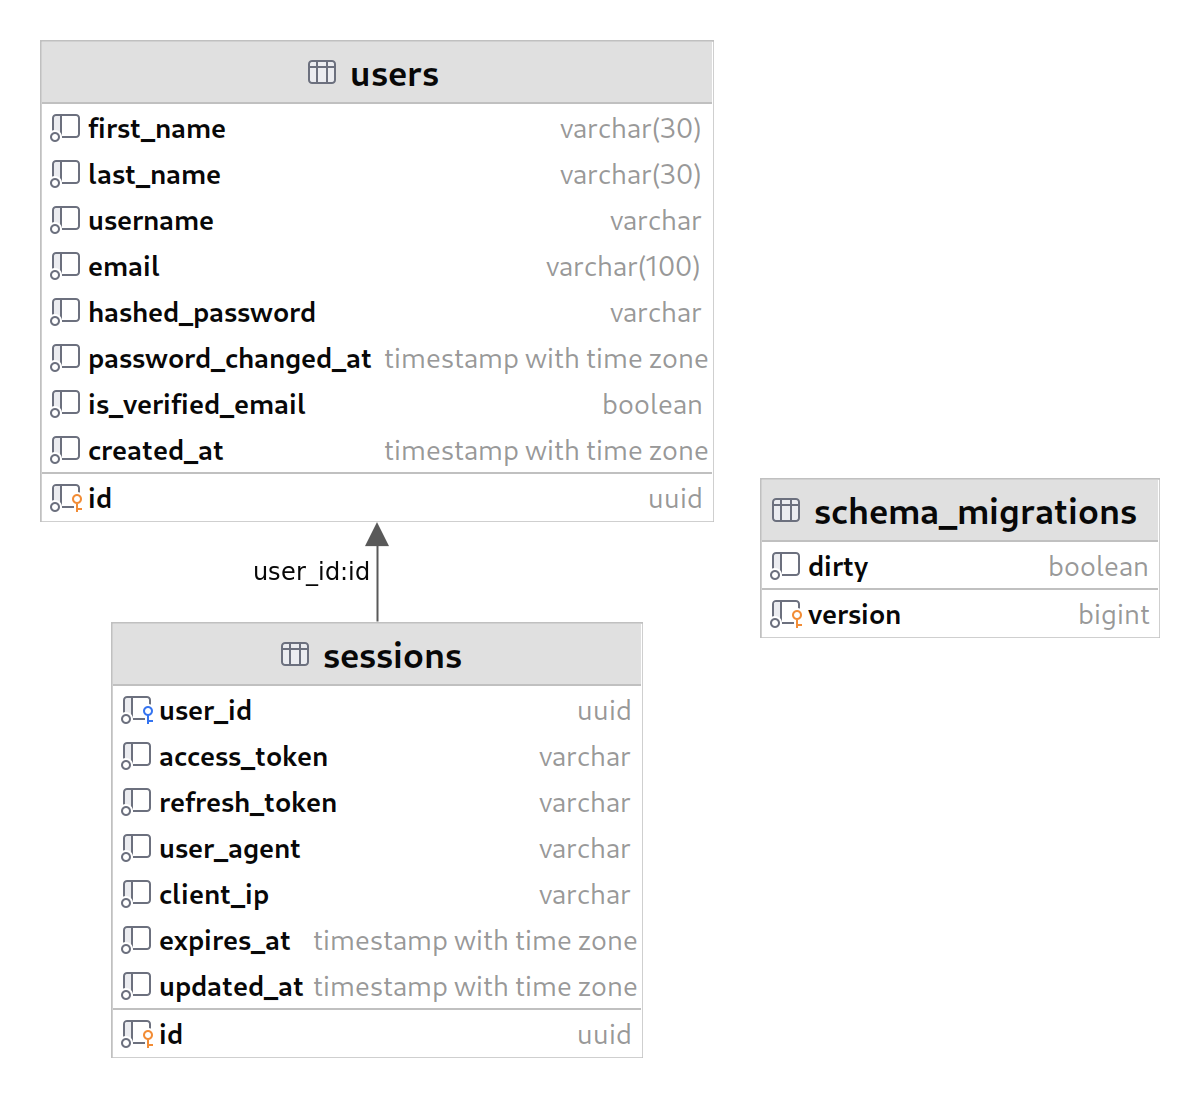 users
first_name varchar(30)
last_name varchar(30)
username varchar
email varchar(100)
hashed_password varchar
password_changed_at timestamp with time zone
is_verified_email boolean
created_at timestamp with time zone
id uuid
user_id:id
sessions
user_id uuid
access_token varchar
refresh_token varchar
user_agent varchar
client_ip varchar
expires_at timestamp with time zone
updated_at timestamp with time zone
id uuid
schema_migrations
dirty boolean
version bigint